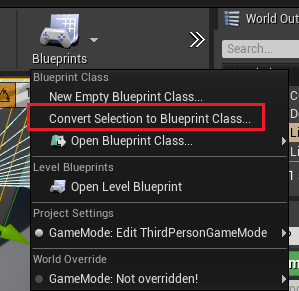 Blueprints
World Out
Search...
Blueprint Class
New Empty Blueprint Class...
Convert Selection to Blueprint Class...
Open Blueprint Class...
Level Blueprints
Open Level Blueprint
Project Settings
GameMode: Edit ThirdPersonGameMode
World Override
GameMode: Not overridden!